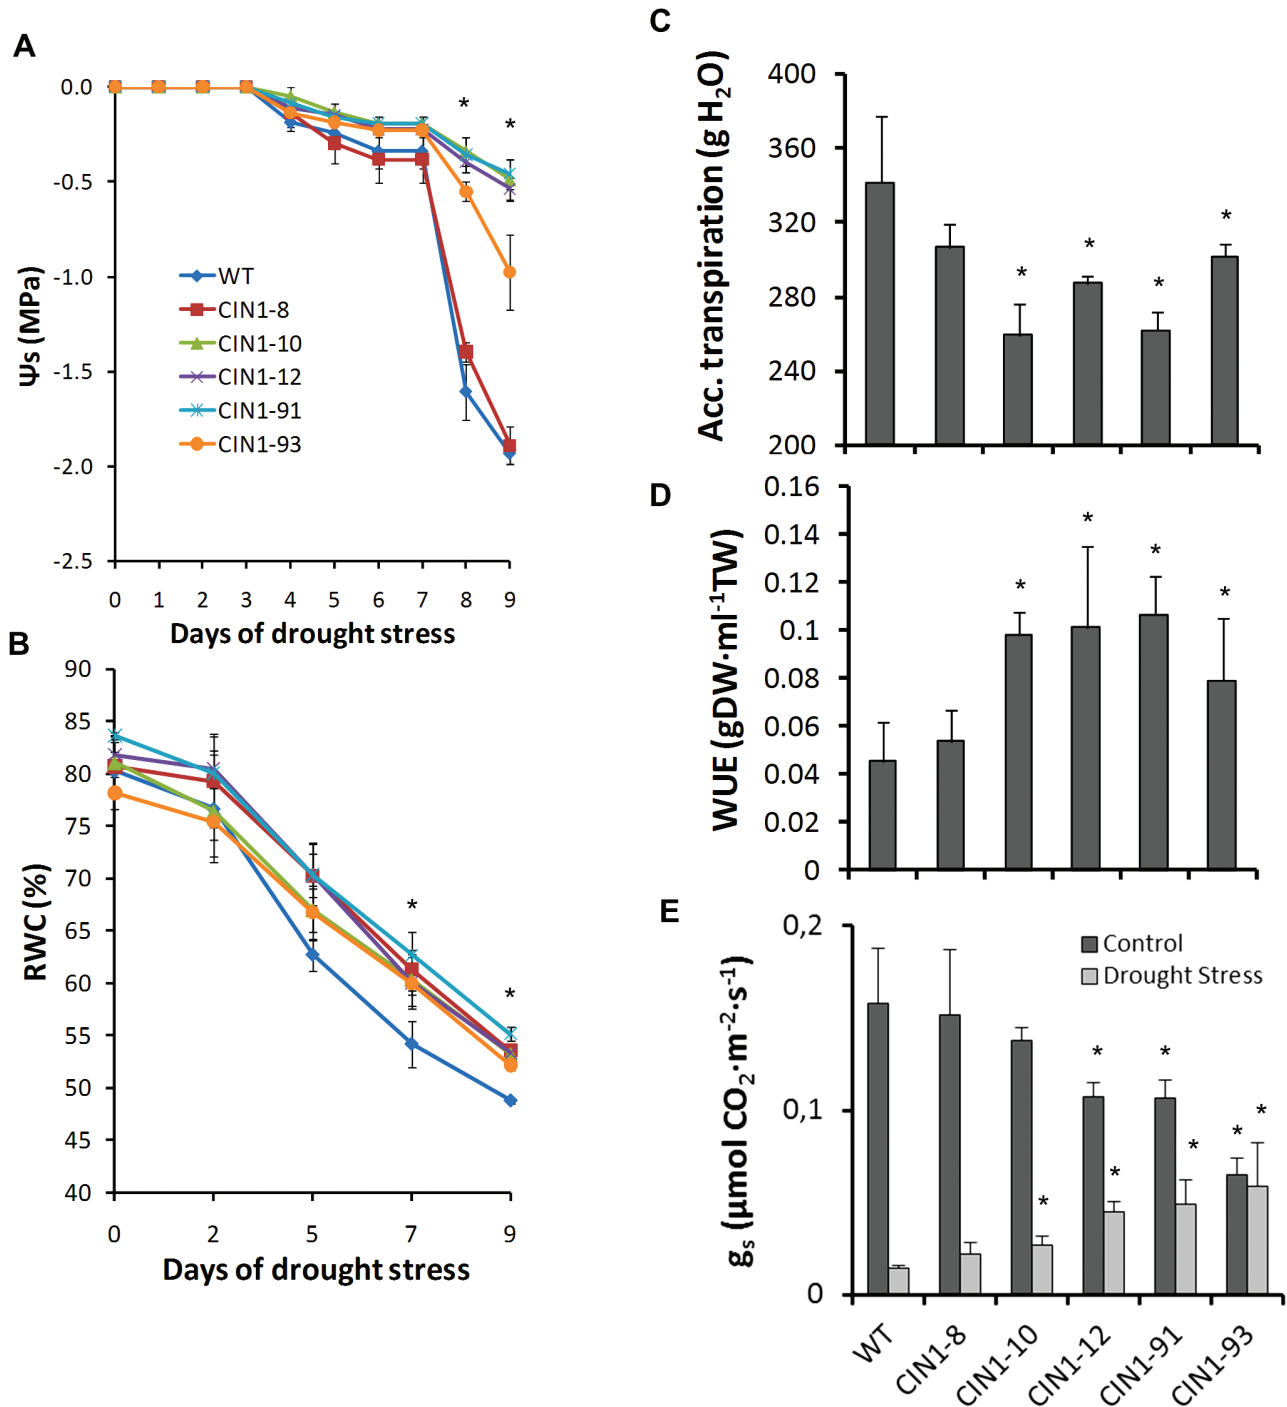 A
0.0
-0.5
-1.0
-1.5
-2.0
-2.5
Ψs (MPa)
*
*
WT
CIN1-8
CIN1-10
CIN1-12
CIN1-91
CIN1-93
0 1 2 3 4 5 6 7 8 9
Days of drought stress
B
90
85
80
75
70
65
60
55
50
45
40
RWC (%)
*
*
0 2 5 7 9
Days of drought stress
C
400
360
320
280
240
200
Acc. transpiration (g H₂O)
* * * *
D
0.16
0.14
0.12
0.1
0.08
0.06
0.04
0.02
0
WUE (gDW·ml⁻¹TW)
* * * *
E
0,2
0,1
0
gₛ (μmol CO₂·m⁻²·s⁻¹)
Control
Drought Stress
* * * * * * *
WT
CIN1-8
CIN1-10
CIN1-12
CIN1-91
CIN1-93